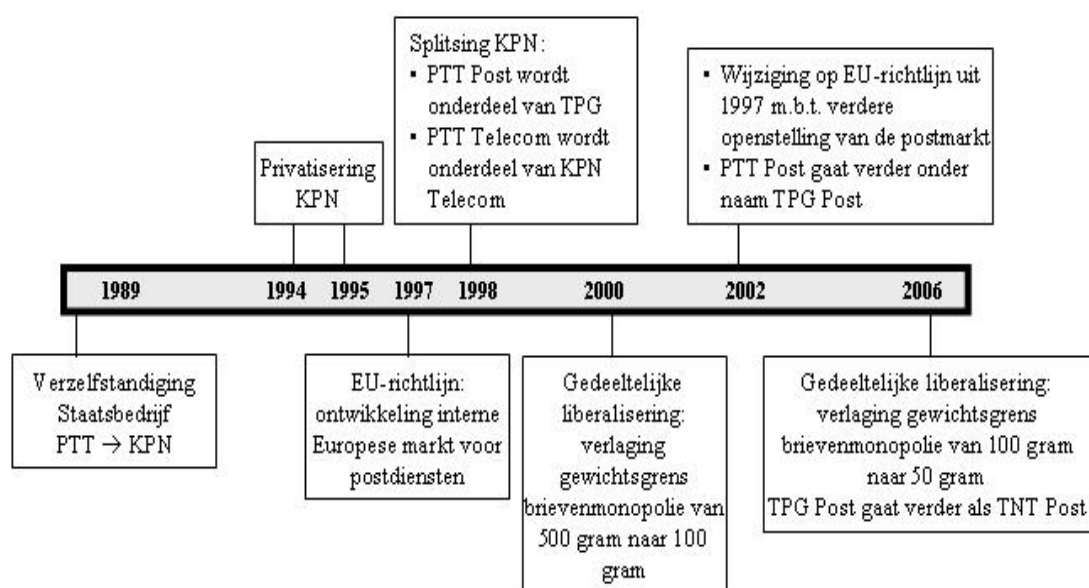 Splitsing KPN:
▪ PTT Post wordt
onderdeel van TPG
▪ PTT Telecom wordt
onderdeel van KPN
Telecom
▪ Wijziging op EU-richtlijn uit
1997 m.b.t. verdere
openstelling van de postmarkt
▪ PTT Post gaat verder onder
naam TPG Post
Privatisering
KPN
1989 1994 1995 1997 1998 2000 2002 2006
Verzelfstandiging
Staatsbedrijf
PTT → KPN
EU-richtlijn:
ontwikkeling interne
Europese markt voor
postdiensten
Gedeeltelijke
liberalisering:
verlaging
gewichtsgrens
brievenmonopolie van
500 gram naar 100
gram
Gedeeltelijke liberalisering:
verlaging gewichtsgrens
brievenmonopolie van 100 gram
naar 50 gram
TPG Post gaat verder als TNT Post